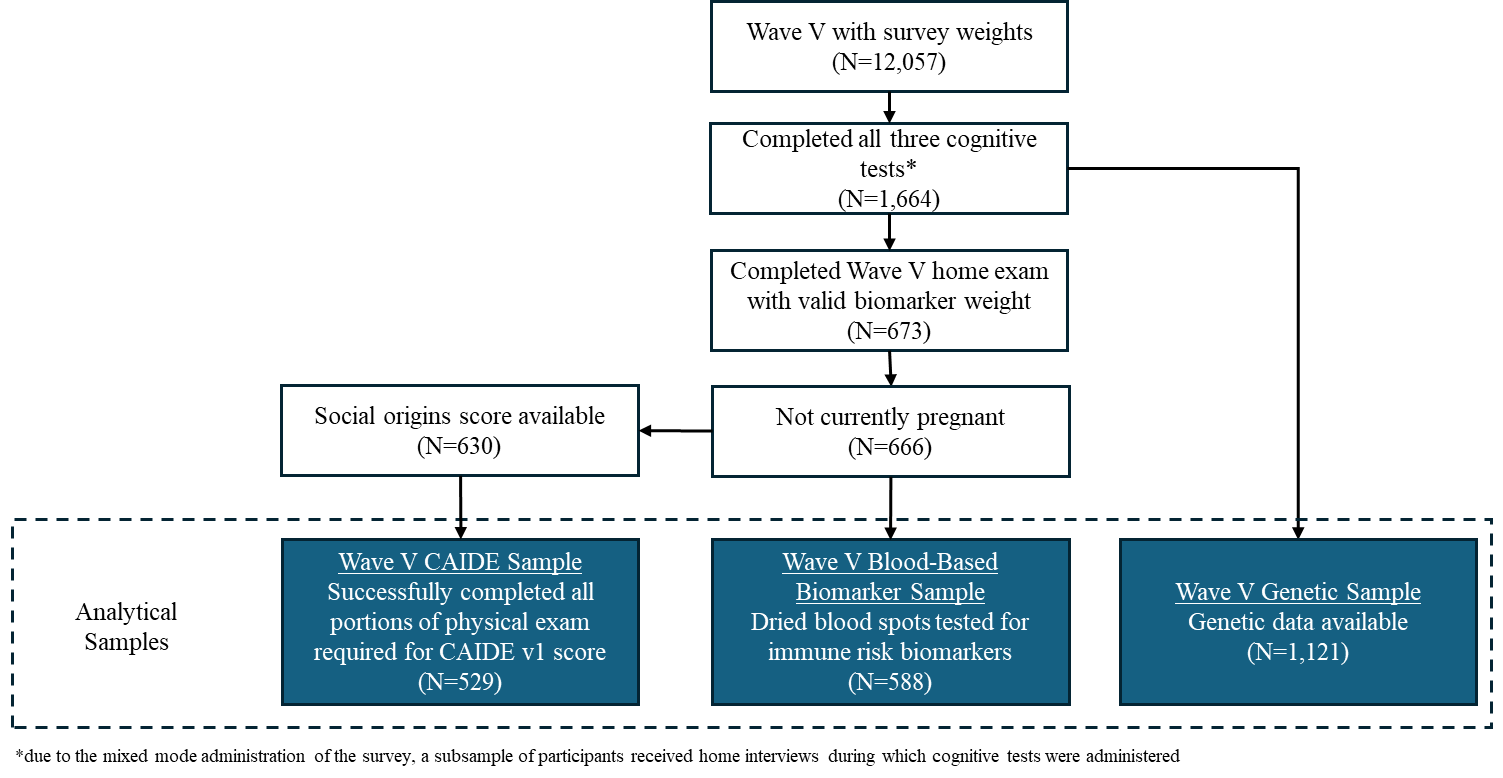 Wave V with survey weights
(N=12,057)
Completed all three cognitive
tests*
(N=1,664)
Completed Wave V home exam
with valid biomarker weight
(N=673)
Social origins score available
(N=630)
Not currently pregnant
(N=666)
Analytical
Samples
Wave V CAIDE Sample
Successfully completed all
portions of physical exam
required for CAIDE v1 score
(N=529)
Wave V Blood-Based
Biomarker Sample
Dried blood spots tested for
immune risk biomarkers
(N=588)
Wave V Genetic Sample
Genetic data available
(N=1,121)
*due to the mixed mode administration of the survey, a subsample of participants received home interviews during which cognitive tests were administered